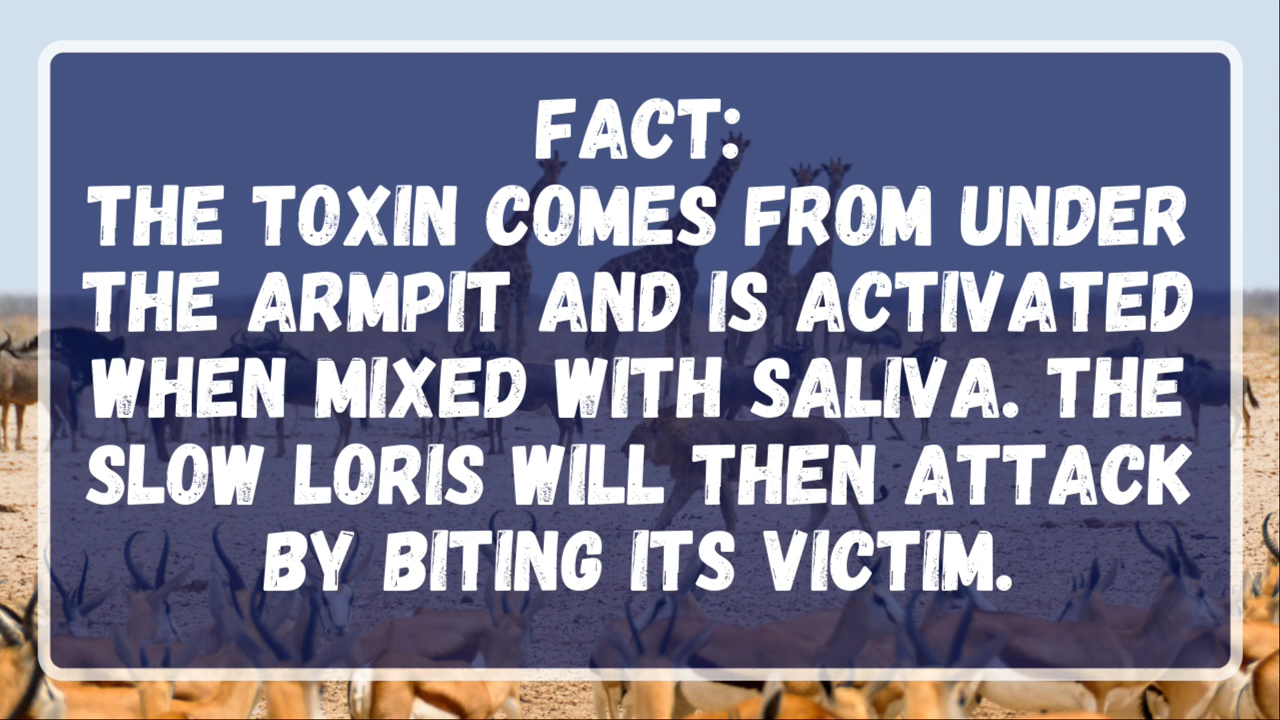 FACT:
THE TOXIN COMES FROM UNDER
THE ARMPIT AND IS ACTIVATED
WHEN MIXED WITH SALIVA. THE
SLOW LORIS WILL THEN ATTACK
BY BITING ITS VICTIM.